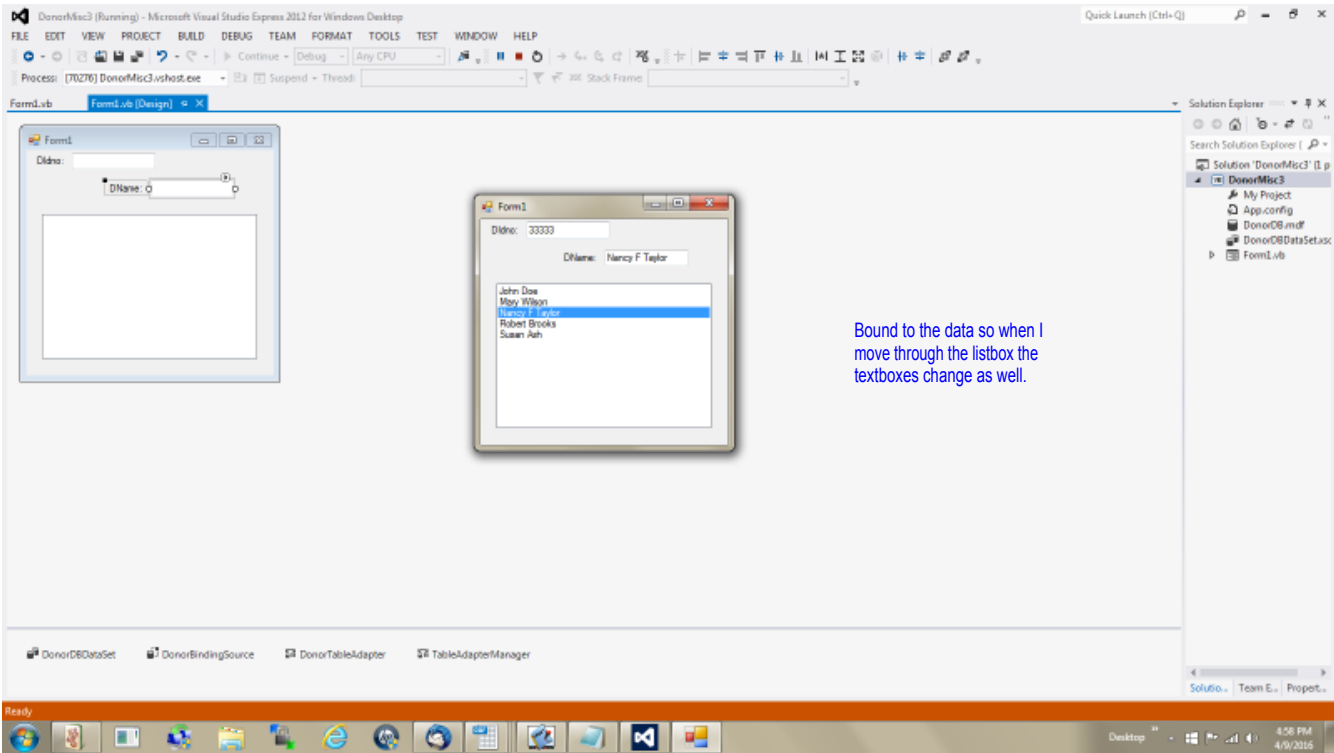 DonorMisc3 (Running) - Microsoft Visual Studio Express 2012 for Windows Desktop
Quick Launch (Ctrl+Q)
FILE EDIT VIEW PROJECT BUILD DEBUG TEAM FORMAT TOOLS TEST WINDOW HELP
Continue Debug Any CPU
Process: [70276] DonorMisc3.vshost.exe Suspend Thread: Stack Frame:
Form1.vb Form1.vb [Design]
Solution Explorer
Search Solution Explorer (
Solution 'DonorMisc3' (1 p
DonorMisc3
My Project
App.config
DonorDB.mdf
DonorDBDataSet.xsc
Form1.vb
Form1
DIdno:
DName:
Form1
DIdno: 33333
DName: Nancy F Taylor
John Doe
Mary Wilson
Nancy F Taylor
Robert Brooks
Susan Ash
Bound to the data so when I
move through the listbox the
textboxes change as well.
DonorDBDataSet DonorBindingSource DonorTableAdapter TableAdapterManager
Solutio... Team E... Propert...
Ready
Desktop
4:58 PM
4/9/2016